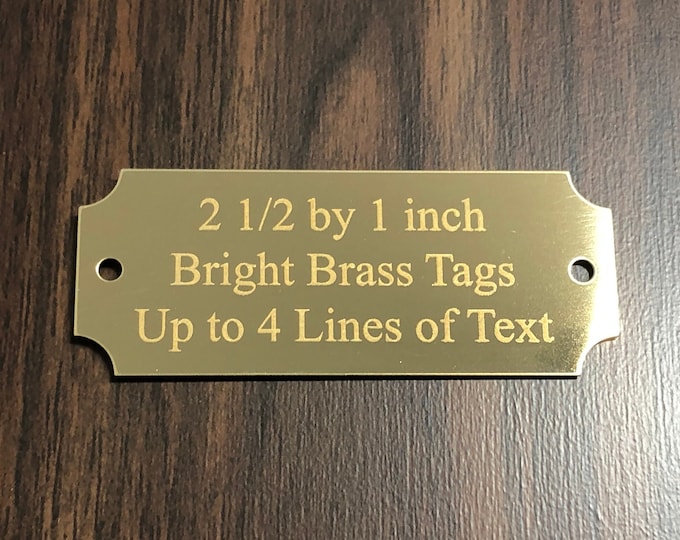 2 1/2 by 1 inch
Bright Brass Tags
Up to 4 Lines of Text